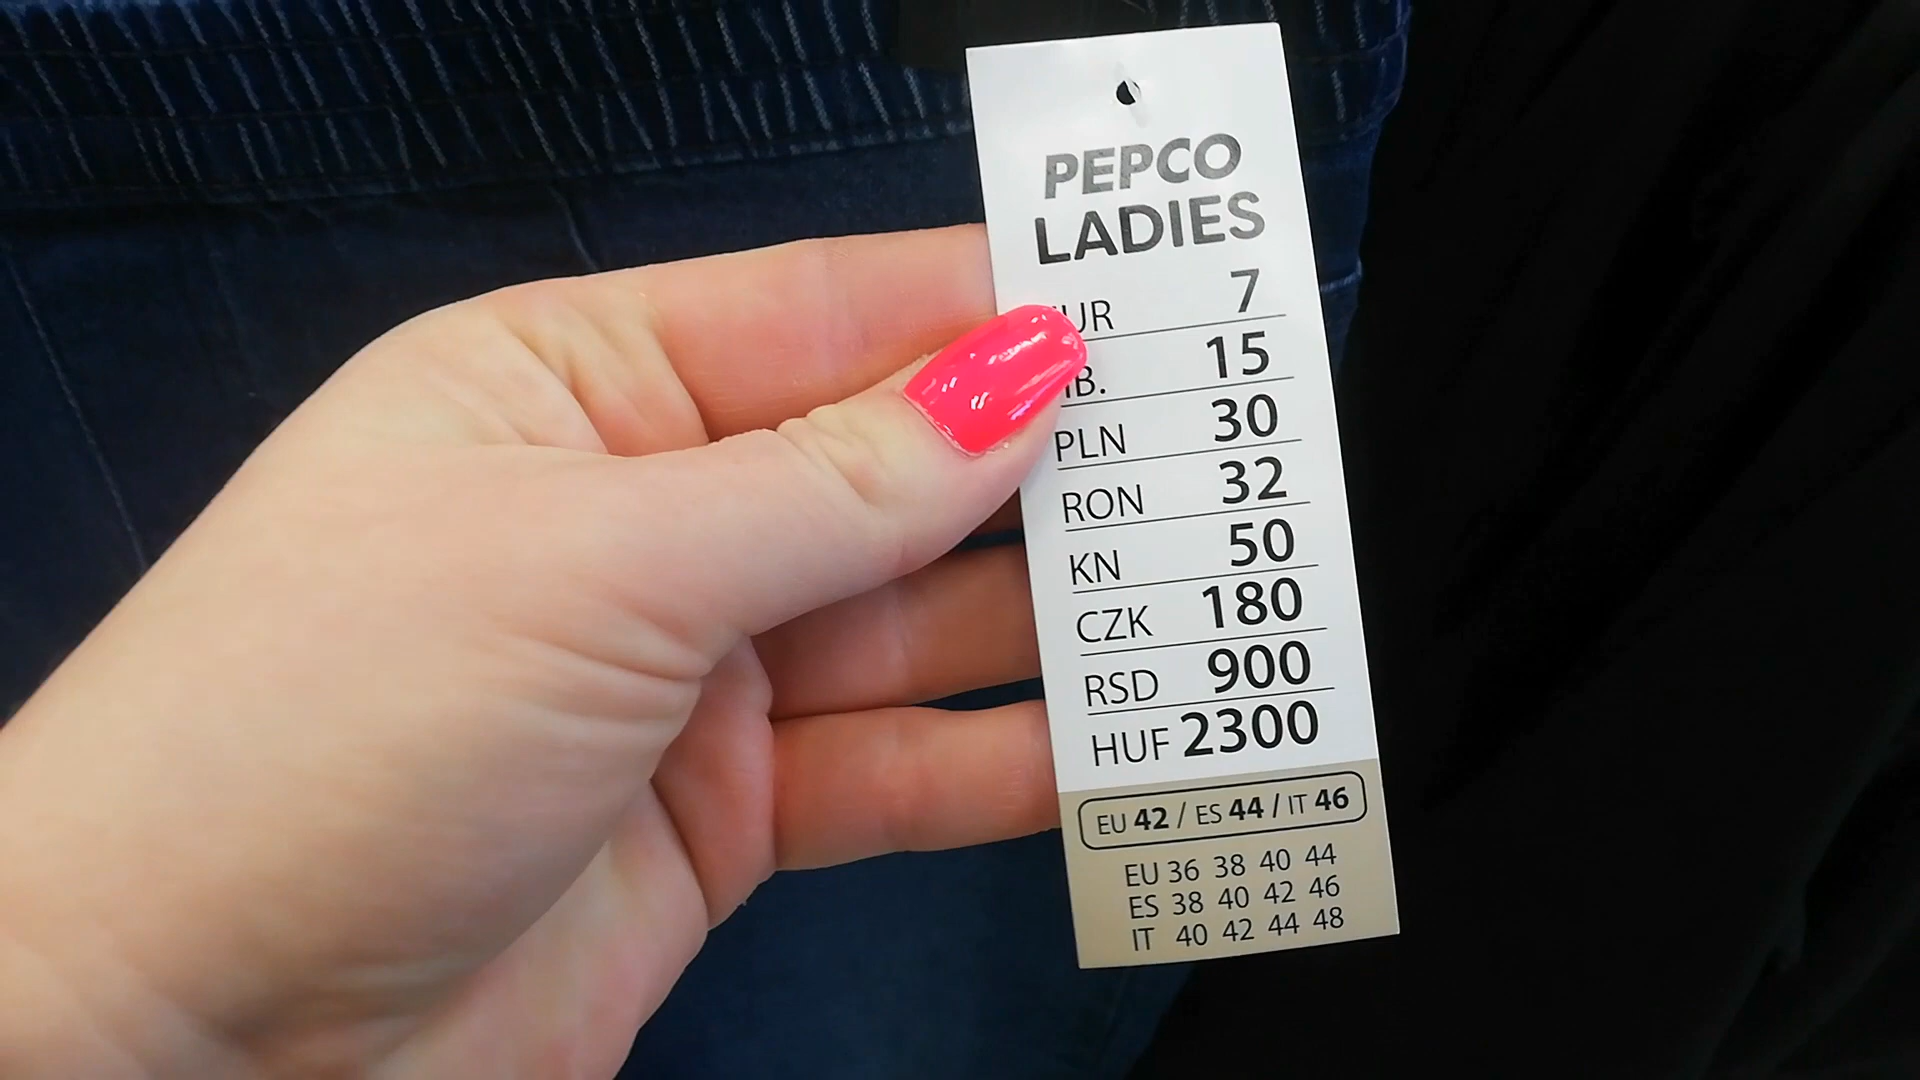 PEPCO
LADIES
UR 7
B. 15
PLN 30
RON 32
KN 50
CZK 180
RSD 900
HUF 2300
EU 42 / ES 44 / IT 46
EU 36 38 40 44
ES 38 40 42 46
IT 40 42 44 48